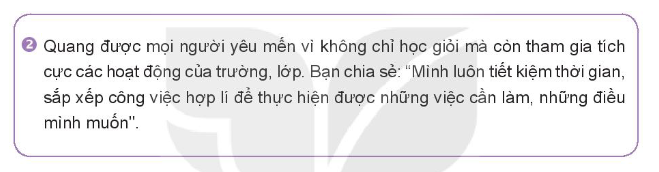 2 Quang được mọi người yêu mến vì không chỉ học giỏi mà còn tham gia tích
cực các hoạt động của trường, lớp. Bạn chia sẻ: “Mình luôn tiết kiệm thời gian,
sắp xếp công việc hợp lí để thực hiện được những việc cần làm, những điều
mình muốn".